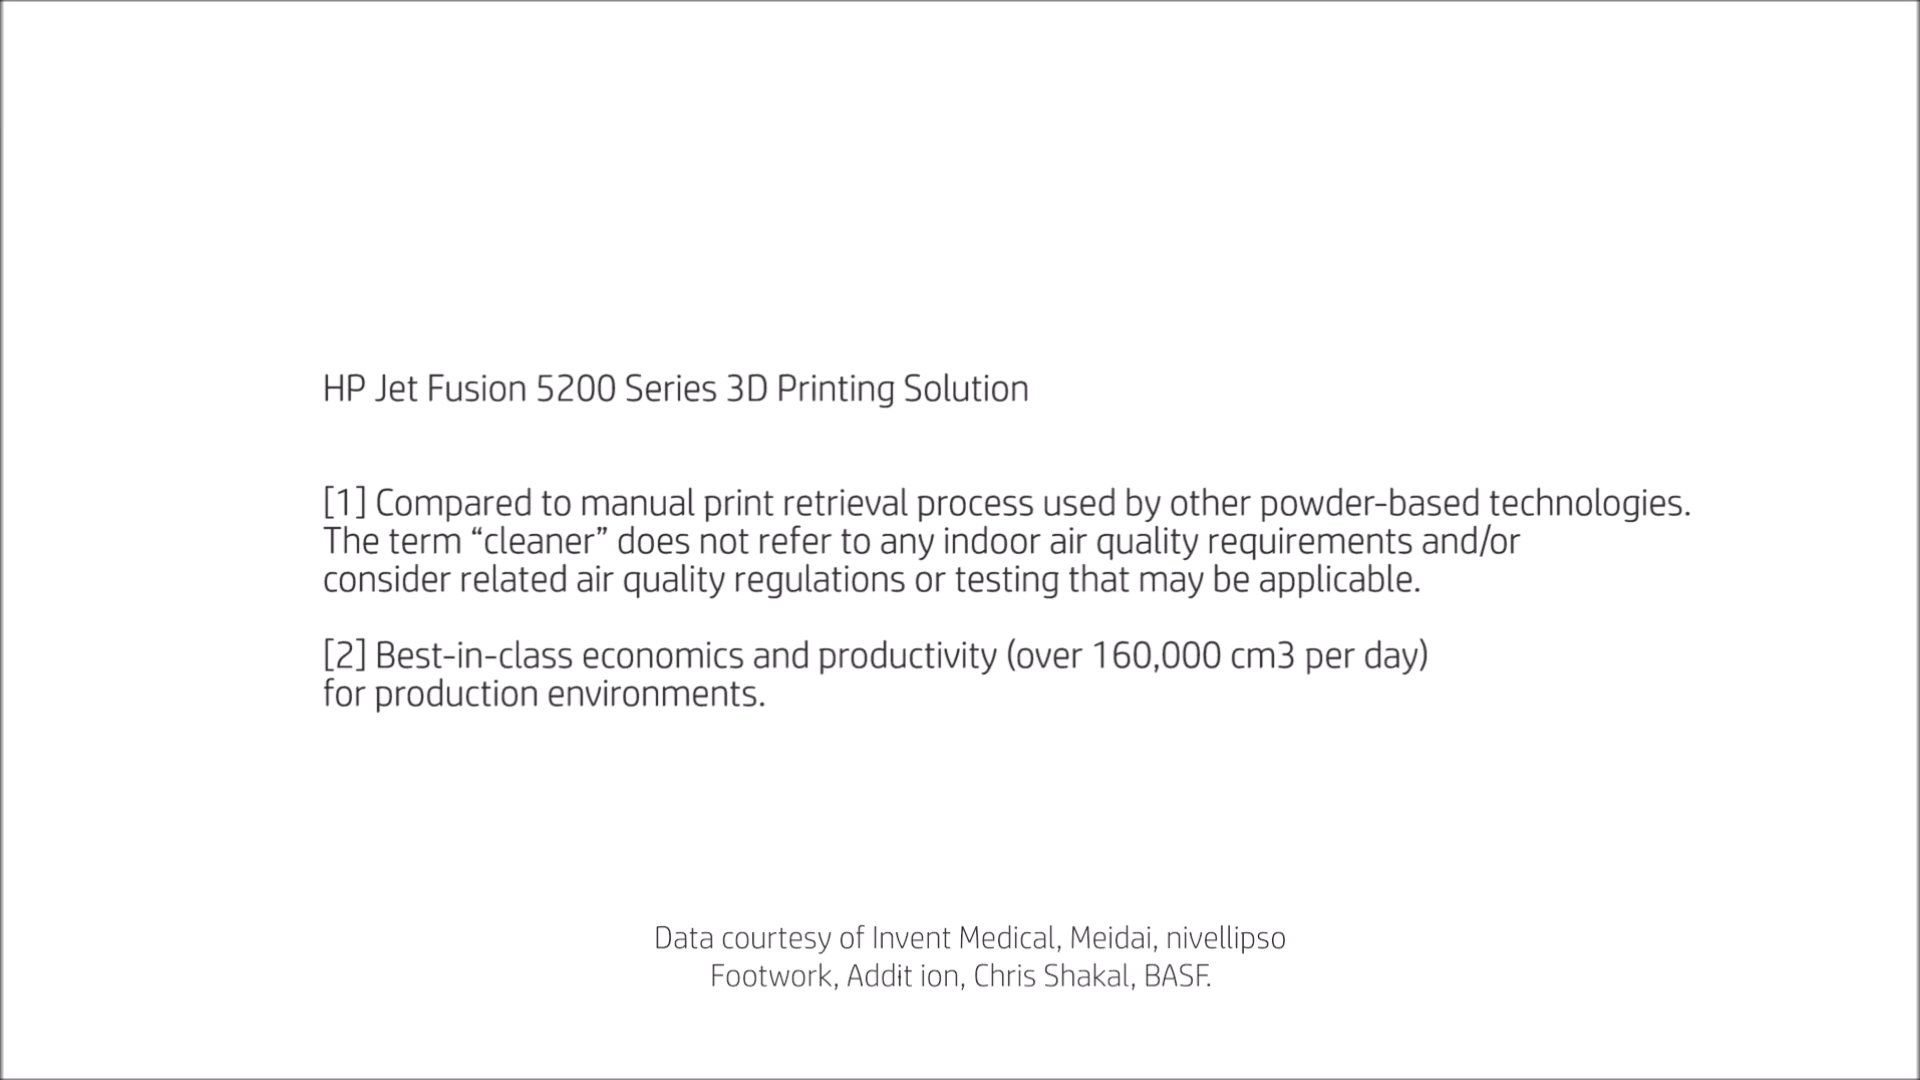 HP Jet Fusion 5200 Series 3D Printing Solution
[1] Compared to manual print retrieval process used by other powder-based technologies.
The term “cleaner” does not refer to any indoor air quality requirements and/or
consider related air quality regulations or testing that may be applicable.
[2] Best-in-class economics and productivity (over 160,000 cm3 per day)
for production environments.
Data courtesy of Invent Medical, Meidai, nivellipso
Footwork, Addit ion, Chris Shakal, BASF.